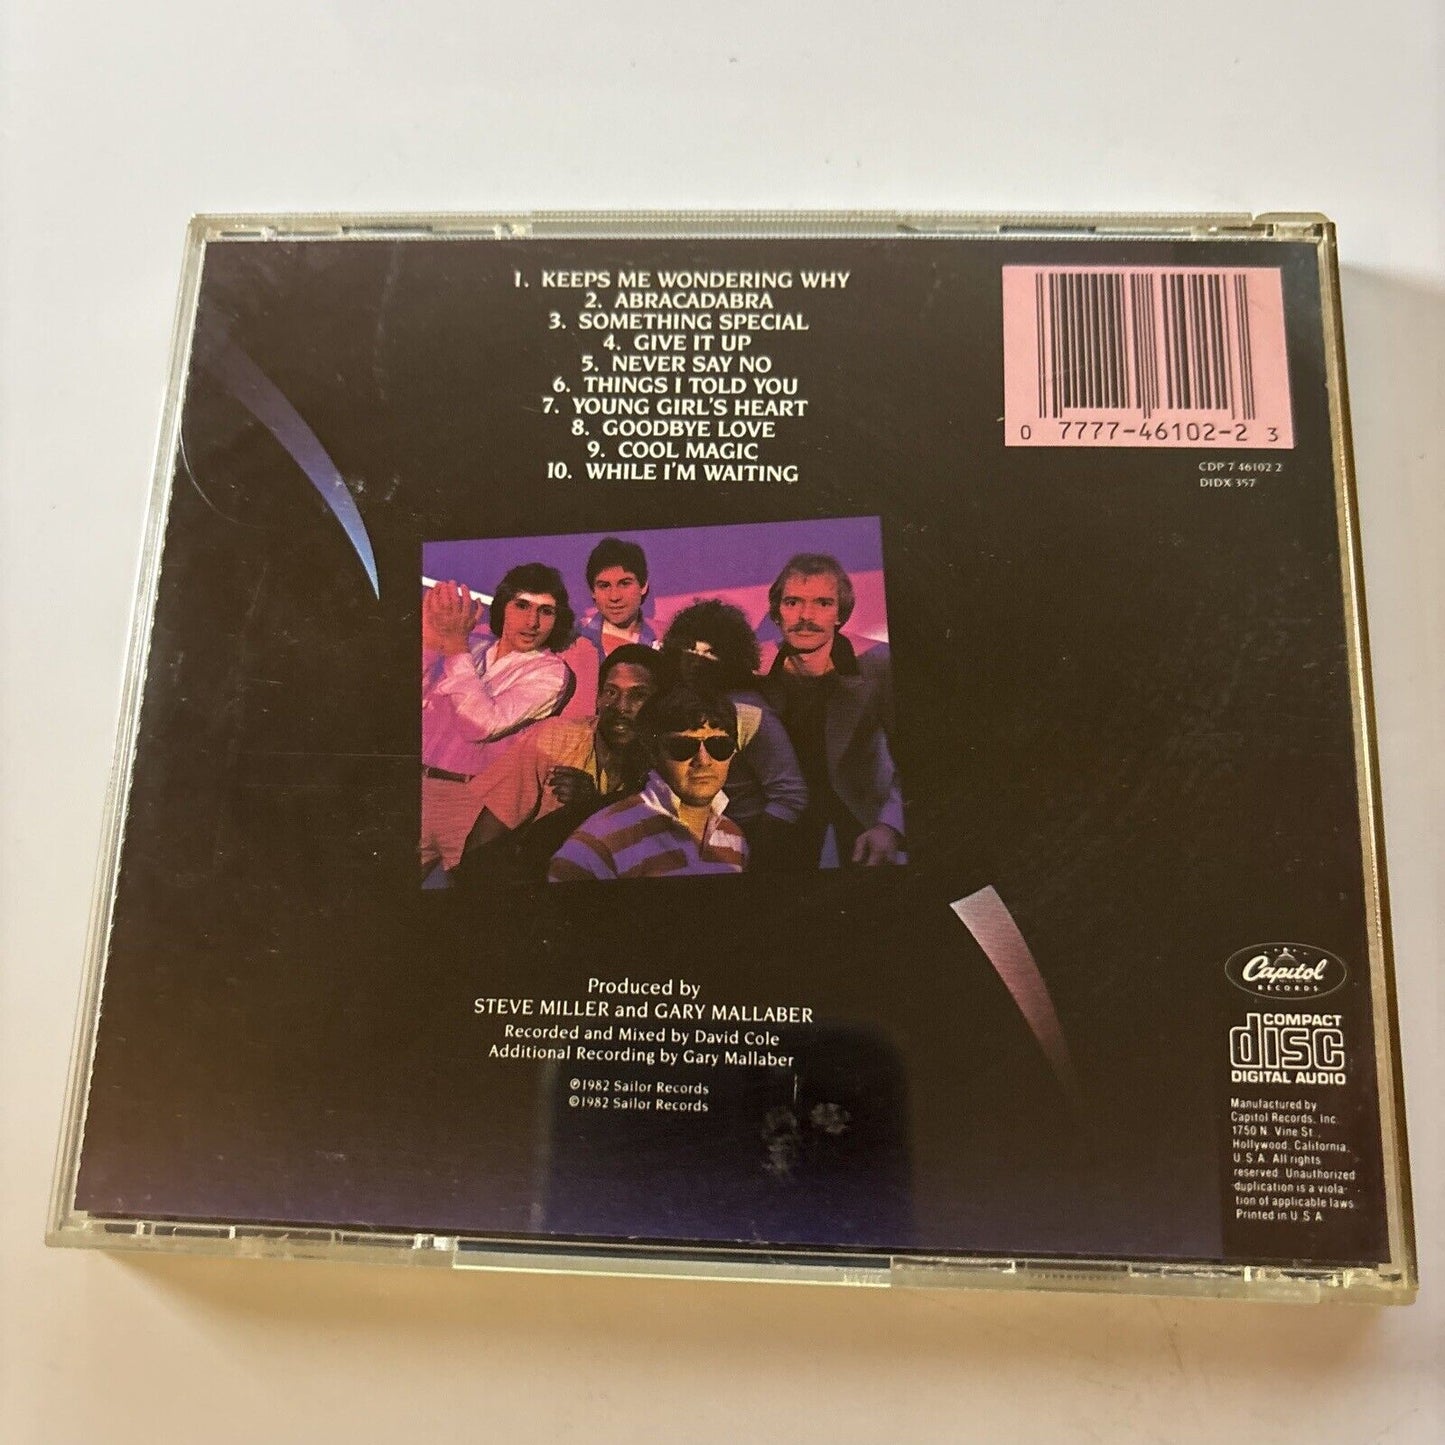 1. KEEPS ME WONDERING WHY
2. ABRACADABRA
3. SOMETHING SPECIAL
4. GIVE IT UP
5. NEVER SAY NO
6. THINGS I TOLD YOU
7. YOUNG GIRL'S HEART
8. GOODBYE LOVE
9. COOL MAGIC
10. WHILE I'M WAITING
0 7777-46102-2 3
CDP 7 46102 2
DIDX 357
Produced by
STEVE MILLER and GARY MALLABER
Recorded and Mixed by David Cole
Additional Recording by Gary Mallaber
℗1982 Sailor Records
©1982 Sailor Records
Capitol
RECORDS
COMPACT
disc
DIGITAL AUDIO
Manufactured by
Capitol Records, Inc.
1750 N. Vine St.,
Hollywood, California,
U.S.A. All rights
reserved. Unauthorized
duplication is a viola-
tion of applicable laws.
Printed in U.S.A.